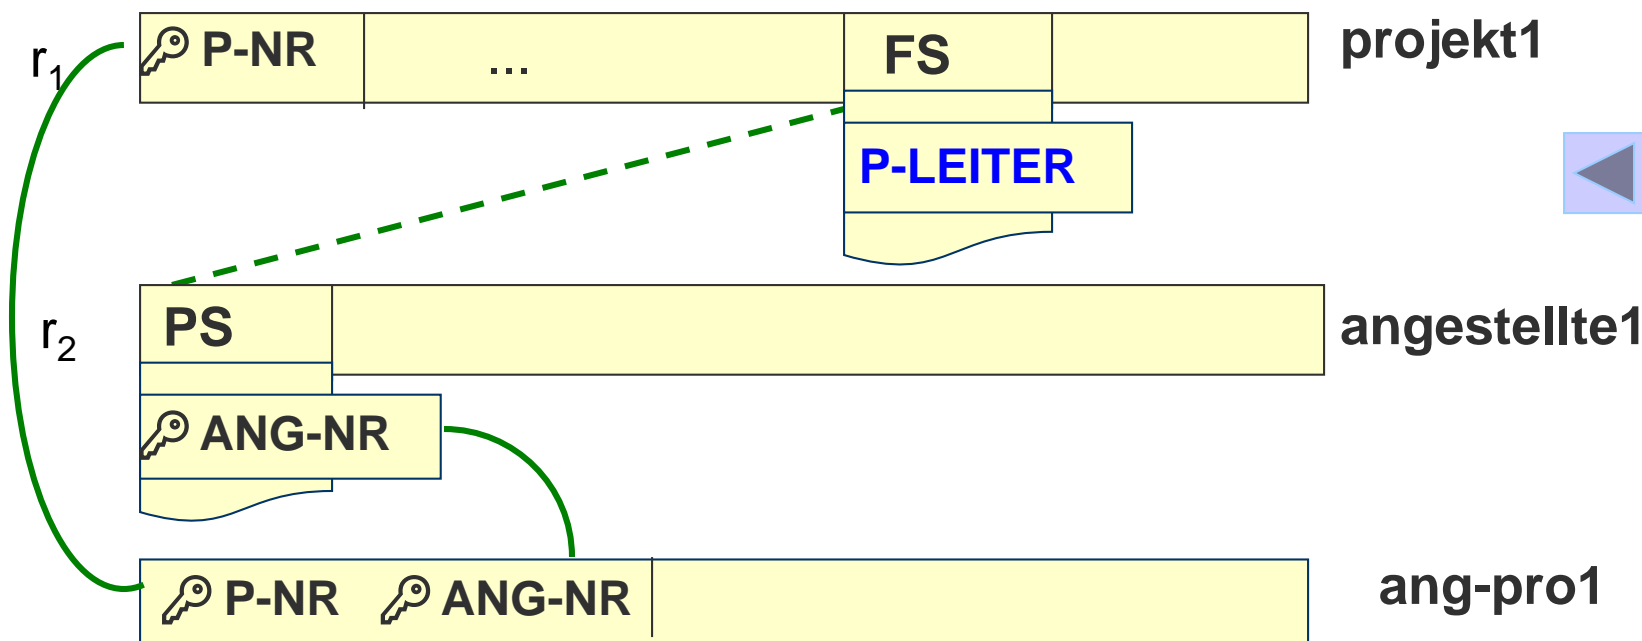 r1 P-NR ... FS projekt1
P-LEITER
r2 PS angestellte1
ANG-NR
P-NR ANG-NR ang-pro1